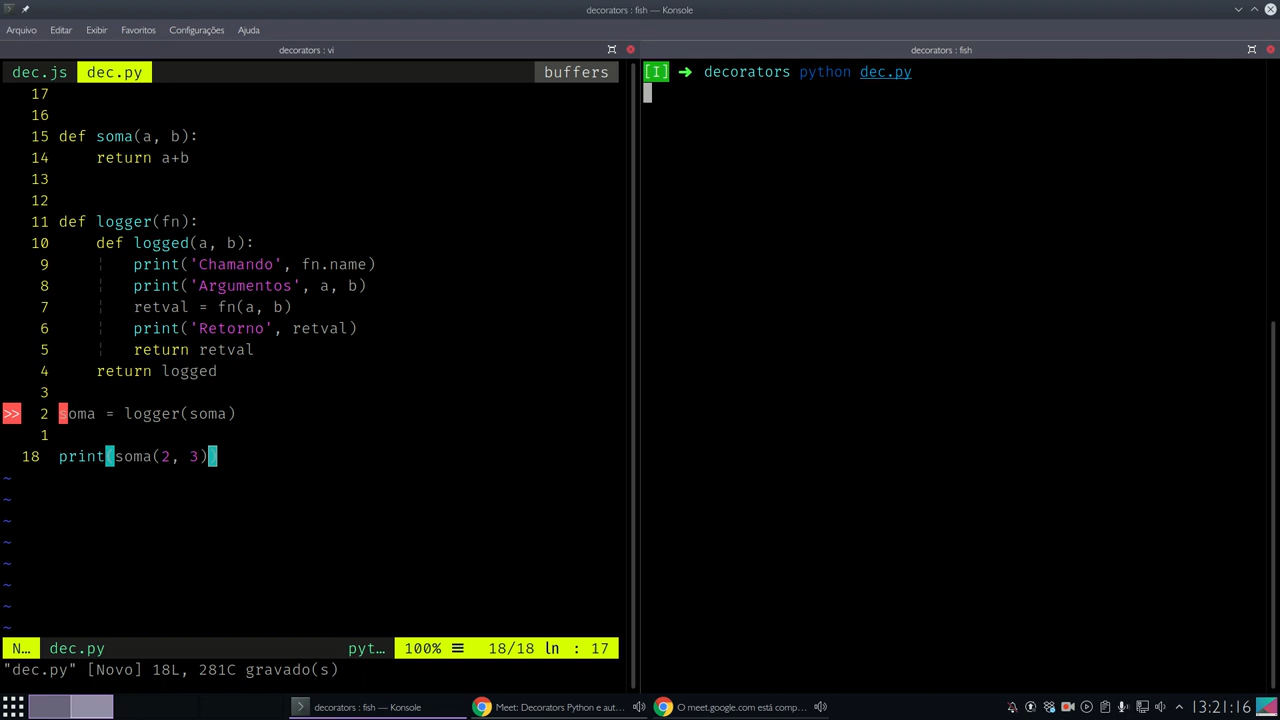 decorators : fish — Konsole
Arquivo Editar Exibir Favoritos Configurações Ajuda
decorators : vi
decorators : fish
dec.js dec.py buffers
17
16
15 def soma(a, b):
14 return a+b
13
12
11 def logger(fn):
10 def logged(a, b):
9 ¦ print('Chamando', fn.name)
8 ¦ print('Argumentos', a, b)
7 ¦ retval = fn(a, b)
6 ¦ print('Retorno', retval)
5 ¦ return retval
4 return logged
3
>> 2 soma = logger(soma)
1
18 print(soma(2, 3))
~
~
~
~
~
~
~
~
N… dec.py pyt… 100% ☰ 18/18 ln : 17
"dec.py" [Novo] 18L, 281C gravado(s)
[I] ➜ decorators python dec.py
decorators : fish — Konsole
Meet: Decorators Python e aut…
O meet.google.com está comp…
13:21:16